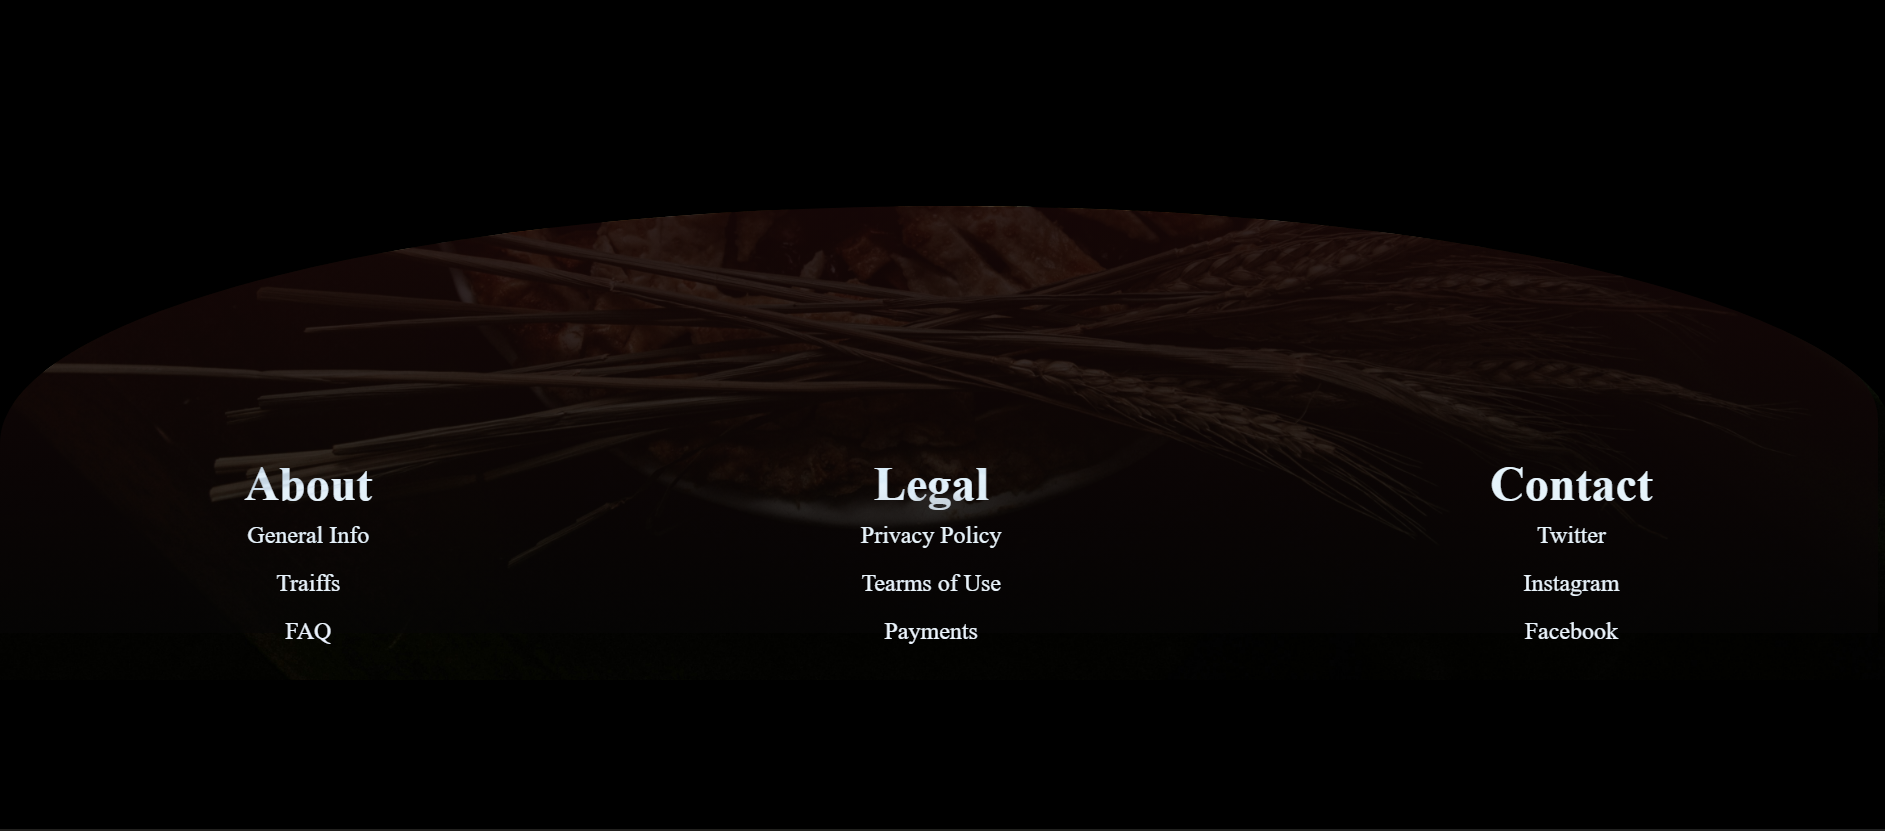 About
General Info
Traiffs
FAQ
Legal
Privacy Policy
Tearms of Use
Payments
Contact
Twitter
Instagram
Facebook